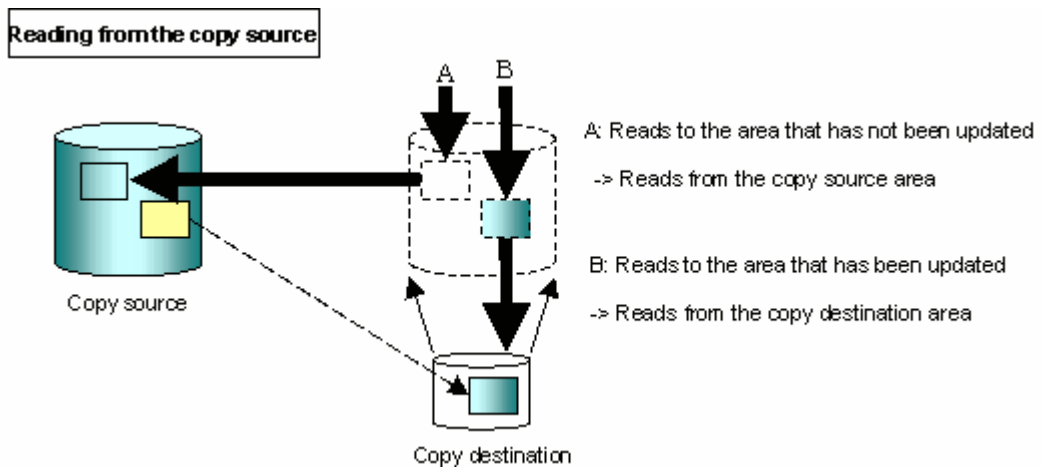 Reading from the copy source
A B
A: Reads to the area that has not been updated
-> Reads from the copy source area
B: Reads to the area that has been updated
-> Reads from the copy destination area
Copy source
Copy destination